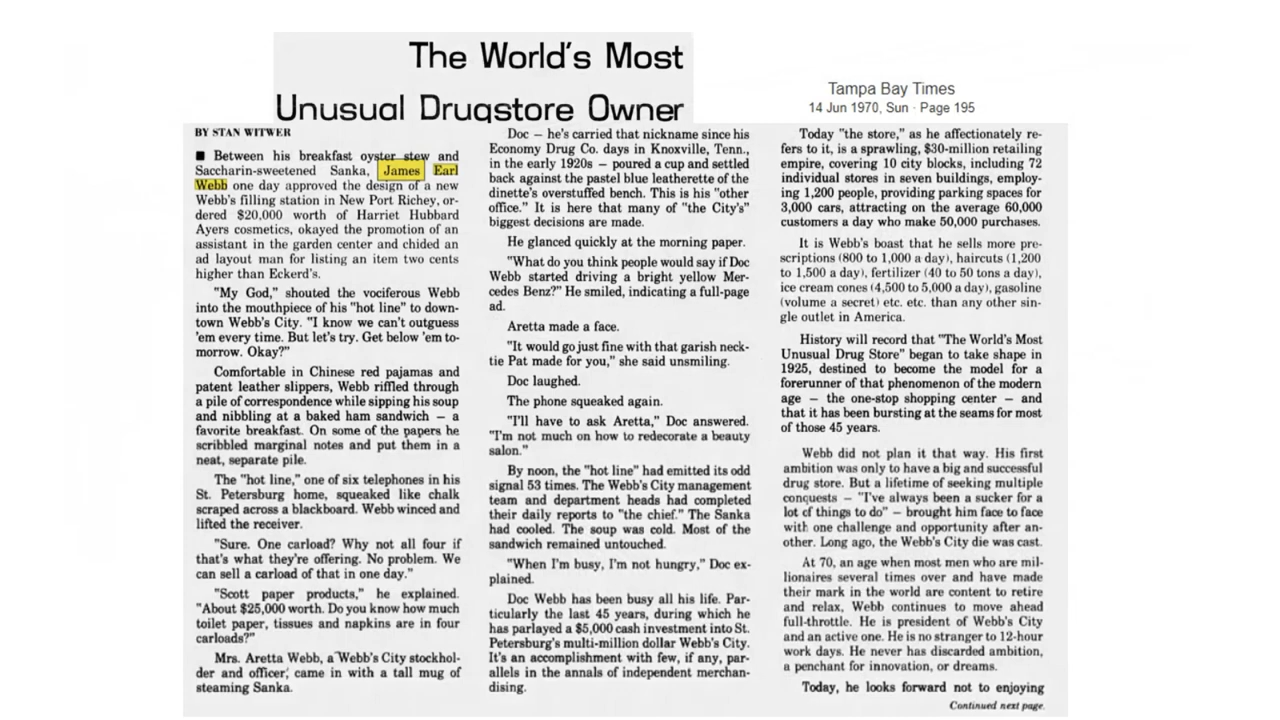 The World's Most
Unusual Drugstore Owner
Tampa Bay Times
14 Jun 1970, Sun · Page 195
BY STAN WITWER
■ Between his breakfast oyster stew and
Saccharin-sweetened Sanka, James Earl
Webb one day approved the design of a new
Webb's filling station in New Port Richey, or-
dered $20,000 worth of Harriet Hubbard
Ayers cosmetics, okayed the promotion of an
assistant in the garden center and chided an
ad layout man for listing an item two cents
higher than Eckerd's.
"My God," shouted the vociferous Webb
into the mouthpiece of his "hot line" to down-
town Webb's City. "I know we can't outguess
'em every time. But let's try. Get below 'em to-
morrow. Okay?"
Comfortable in Chinese red pajamas and
patent leather slippers, Webb riffled through
a pile of correspondence while sipping his soup
and nibbling at a baked ham sandwich — a
favorite breakfast. On some of the papers he
scribbled marginal notes and put them in a
neat, separate pile.
The "hot line," one of six telephones in his
St. Petersburg home, squeaked like chalk
scraped across a blackboard. Webb winced and
lifted the receiver.
"Sure. One carload? Why not all four if
that's what they're offering. No problem. We
can sell a carload of that in one day."
"Scott paper products," he explained.
"About $25,000 worth. Do you know how much
toilet paper, tissues and napkins are in four
carloads?"
Mrs. Aretta Webb, a Webb's City stockhol-
der and officer, came in with a tall mug of
steaming Sanka.
Doc — he's carried that nickname since his
Economy Drug Co. days in Knoxville, Tenn.,
in the early 1920s — poured a cup and settled
back against the pastel blue leatherette of the
dinette's overstuffed bench. This is his "other
office." It is here that many of "the City's"
biggest decisions are made.
He glanced quickly at the morning paper.
"What do you think people would say if Doc
Webb started driving a bright yellow Mer-
cedes Benz?" He smiled, indicating a full-page
ad.
Aretta made a face.
"It would go just fine with that garish neck-
tie Pat made for you," she said unsmiling.
Doc laughed.
The phone squeaked again.
"I'll have to ask Aretta," Doc answered.
"I'm not much on how to redecorate a beauty
salon."
By noon, the "hot line" had emitted its odd
signal 53 times. The Webb's City management
team and department heads had completed
their daily reports to "the chief." The Sanka
had cooled. The soup was cold. Most of the
sandwich remained untouched.
"When I'm busy, I'm not hungry," Doc ex-
plained.
Doc Webb has been busy all his life. Par-
ticularly the last 45 years, during which he
has parlayed a $5,000 cash investment into St.
Petersburg's multi-million dollar Webb's City.
It's an accomplishment with few, if any, par-
allels in the annals of independent merchan-
dising.
Today "the store," as he affectionately re-
fers to it, is a sprawling, $30-million retailing
empire, covering 10 city blocks, including 72
individual stores in seven buildings, employ-
ing 1,200 people, providing parking spaces for
3,000 cars, attracting on the average 60,000
customers a day who make 50,000 purchases.
It is Webb's boast that he sells more pre-
scriptions (800 to 1,000 a day), haircuts (1,200
to 1,500 a day), fertilizer (40 to 50 tons a day),
ice cream cones (4,500 to 5,000 a day), gasoline
(volume a secret) etc. etc. than any other sin-
gle outlet in America.
History will record that "The World's Most
Unusual Drug Store" began to take shape in
1925, destined to become the model for a
forerunner of that phenomenon of the modern
age — the one-stop shopping center — and
that it has been bursting at the seams for most
of those 45 years.
Webb did not plan it that way. His first
ambition was only to have a big and successful
drug store. But a lifetime of seeking multiple
conquests — "I've always been a sucker for a
lot of things to do" — brought him face to face
with one challenge and opportunity after an-
other. Long ago, the Webb's City die was cast.
At 70, an age when most men who are mil-
lionaires several times over and have made
their mark in the world are content to retire
and relax, Webb continues to move ahead
full-throttle. He is president of Webb's City
and an active one. He is no stranger to 12-hour
work days. He never has discarded ambition,
a penchant for innovation, or dreams.
Today, he looks forward not to enjoying
Continued next page.